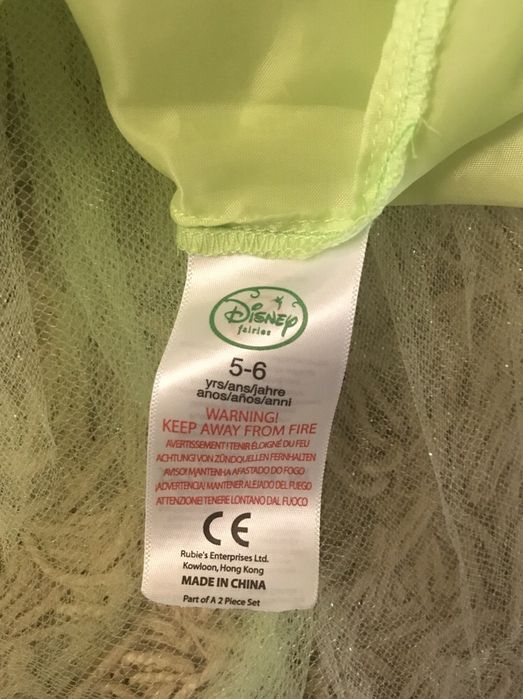 Disney
fairies
5-6
yrs/ans/jahre
anos/años/anni
WARNING!
KEEP AWAY FROM FIRE
AVERTISSEMENT! TENIR ÉLOIGNÉ DU FEU
ACHTUNG! VON ZÜNDQUELLEN FERNHALTEN
AVISO! MANTENHA AFASTADO DO FOGO
¡ADVERTENCIA! MANTENER ALEJADO DEL FUEGO
ATTENZIONE! TENERE LONTANO DAL FUOCO
CE
Rubie's Enterprises Ltd.
Kowloon, Hong Kong
MADE IN CHINA
Part of A 2 Piece Set